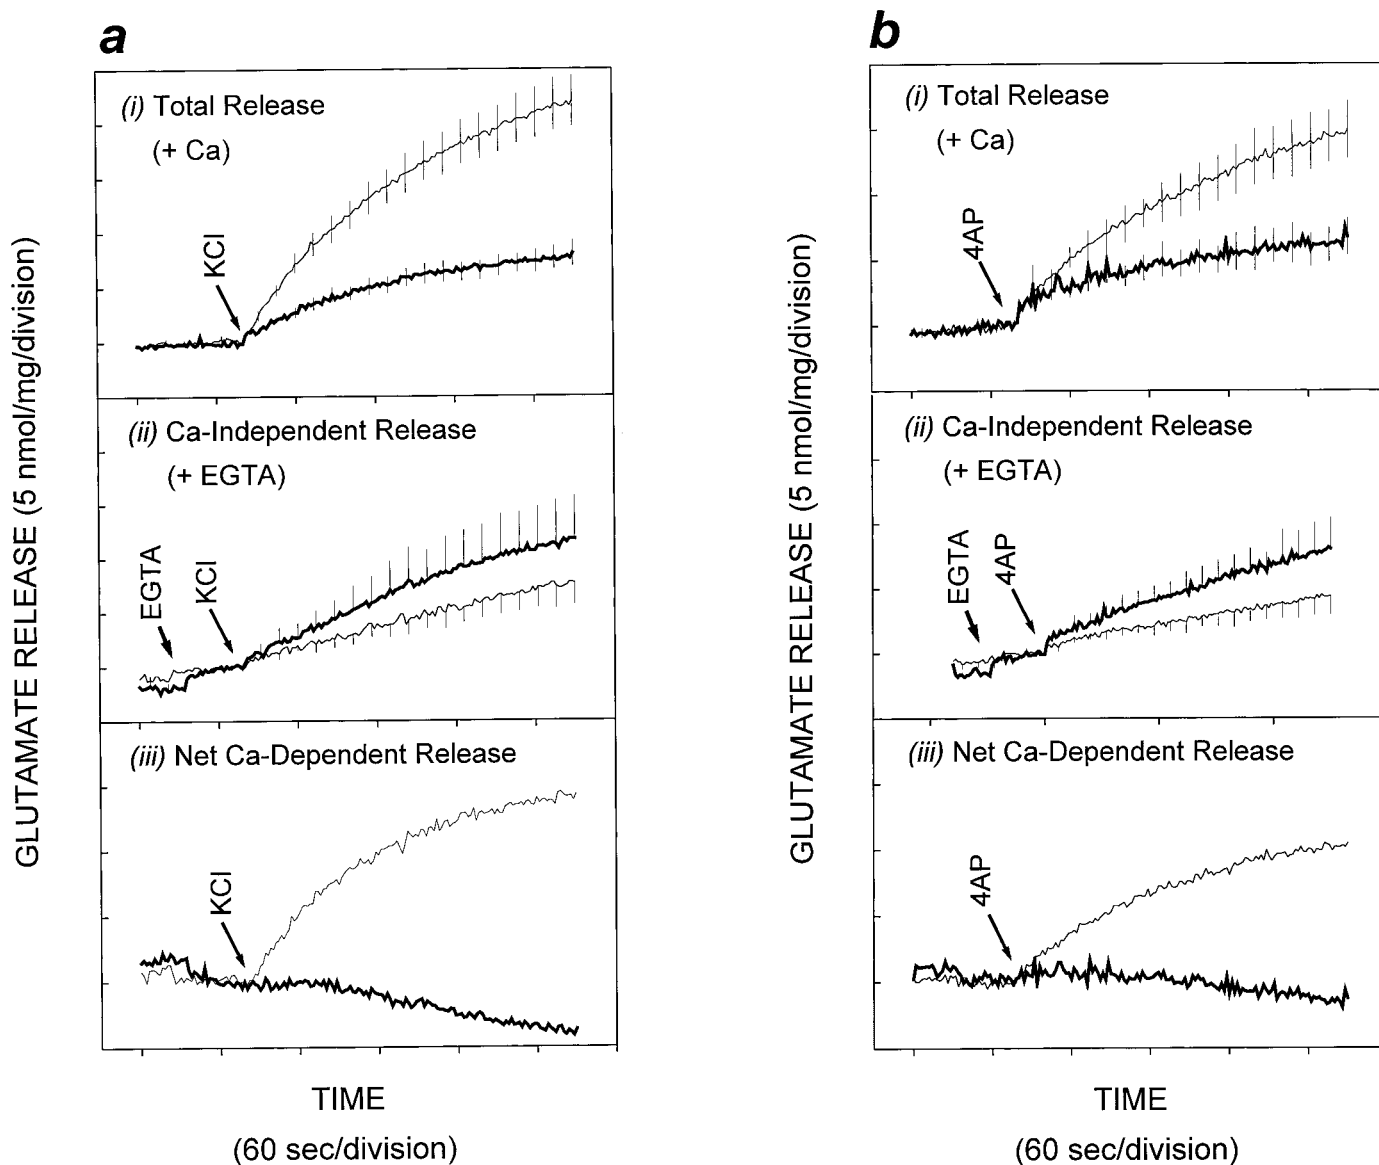 a
GLUTAMATE RELEASE (5 nmol/mg/division)
(i) Total Release
(+ Ca)
KCl
(ii) Ca-Independent Release
(+ EGTA)
EGTA
KCl
(iii) Net Ca-Dependent Release
KCl
TIME
(60 sec/division)
b
GLUTAMATE RELEASE (5 nmol/mg/division)
(i) Total Release
(+ Ca)
4AP
(ii) Ca-Independent Release
(+ EGTA)
EGTA
4AP
(iii) Net Ca-Dependent Release
4AP
TIME
(60 sec/division)